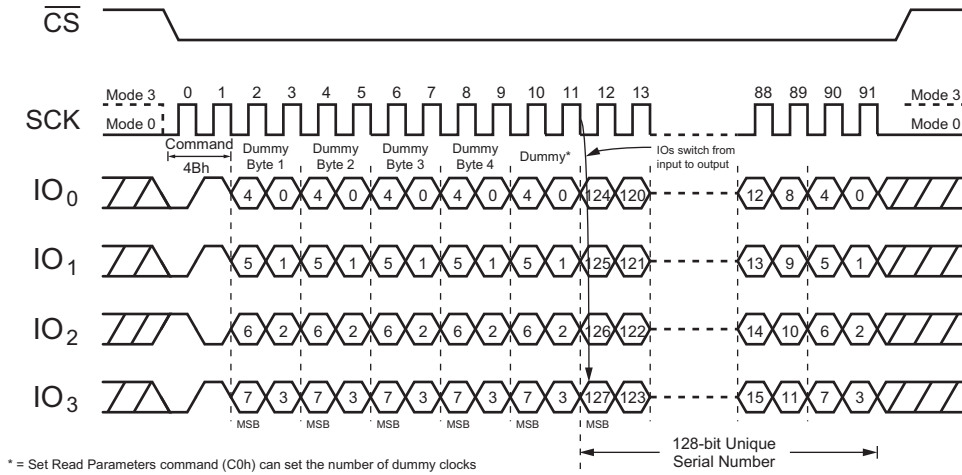 CS
SCK
Mode 3
Mode 0
0 1 2 3 4 5 6 7 8 9 10 11 12 13 88 89 90 91
Mode 3
Mode 0
Command
4Bh
Dummy
Byte 1
Dummy
Byte 2
Dummy
Byte 3
Dummy
Byte 4
Dummy*
IOs switch from
input to output
IO0
4 0 4 0 4 0 4 0 4 0 124 120 12 8 4 0
IO1
5 1 5 1 5 1 5 1 5 1 125 121 13 9 5 1
IO2
6 2 6 2 6 2 6 2 6 2 126 122 14 10 6 2
IO3
7 3 7 3 7 3 7 3 7 3 127 123 15 11 7 3
MSB MSB MSB MSB MSB MSB
128-bit Unique
Serial Number
* = Set Read Parameters command (C0h) can set the number of dummy clocks